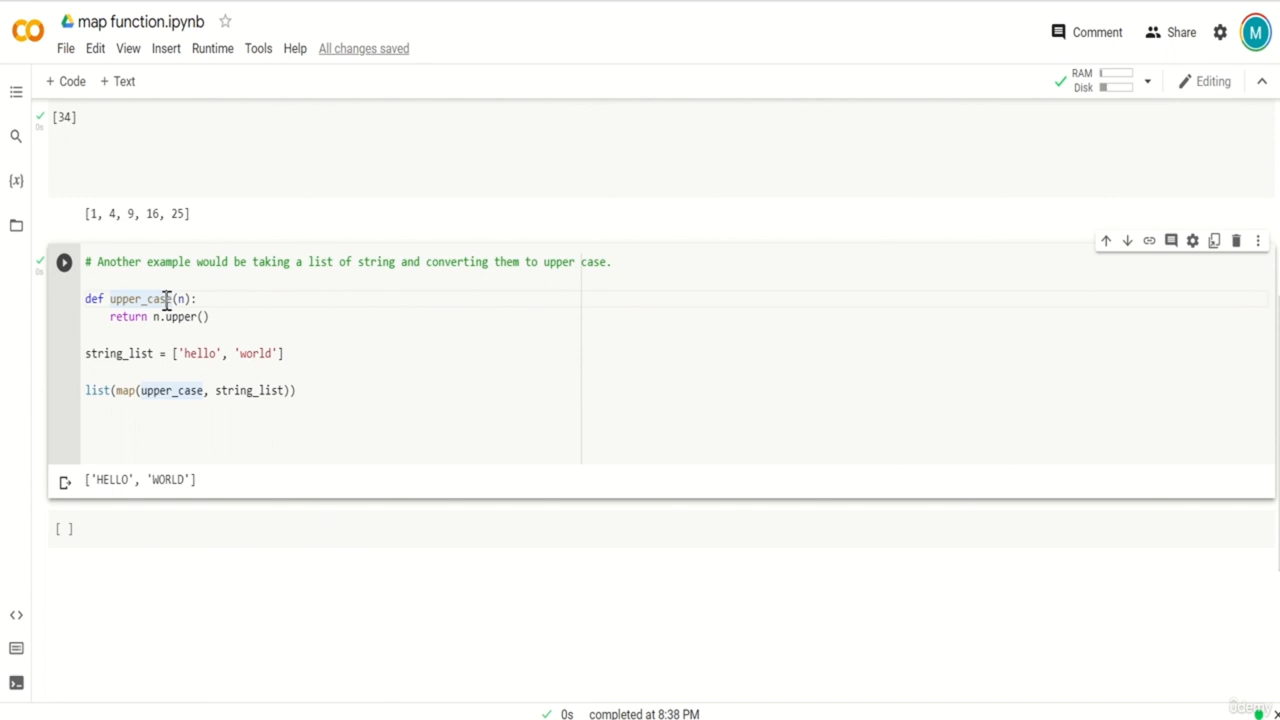 map function.ipynb
File Edit View Insert Runtime Tools Help All changes saved
Comment Share M
+ Code + Text
RAM
Disk
Editing
{x}
[34]
0s
[1, 4, 9, 16, 25]
0s
# Another example would be taking a list of string and converting them to upper case.
def upper_case(n):
return n.upper()
string_list = ['hello', 'world']
list(map(upper_case, string_list))
['HELLO', 'WORLD']
[ ]
0s completed at 8:38 PM
ûdemy